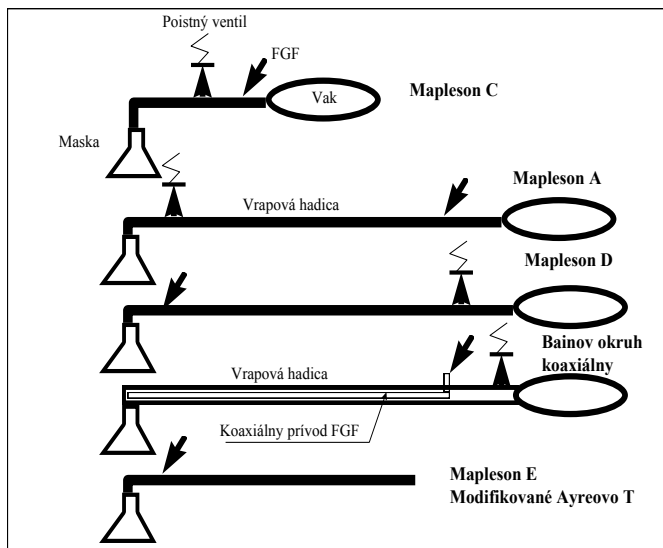 Poistný ventil
FGF
Vak
Mapleson C
Maska
Mapleson A
Vrapová hadica
Mapleson D
Bainov okruh
koaxiálny
Vrapová hadica
Koaxiálny prívod FGF
Mapleson E
Modifikované Ayreovo T